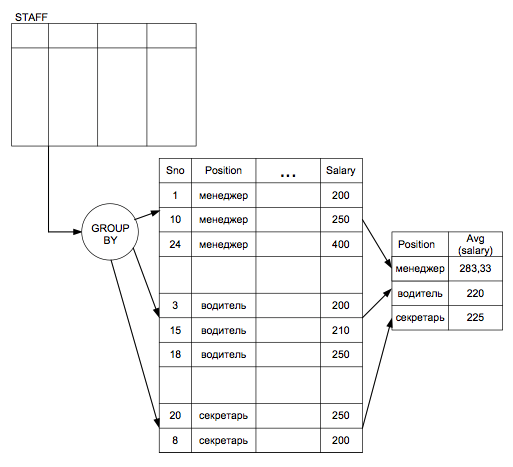 STAFF
GROUP
BY
Sno Position ... Salary
1 менеджер 200
10 менеджер 250
24 менеджер 400
3 водитель 200
15 водитель 210
18 водитель 250
20 секретарь 250
8 секретарь 200
Position Avg
(salary)
менеджер 283,33
водитель 220
секретарь 225